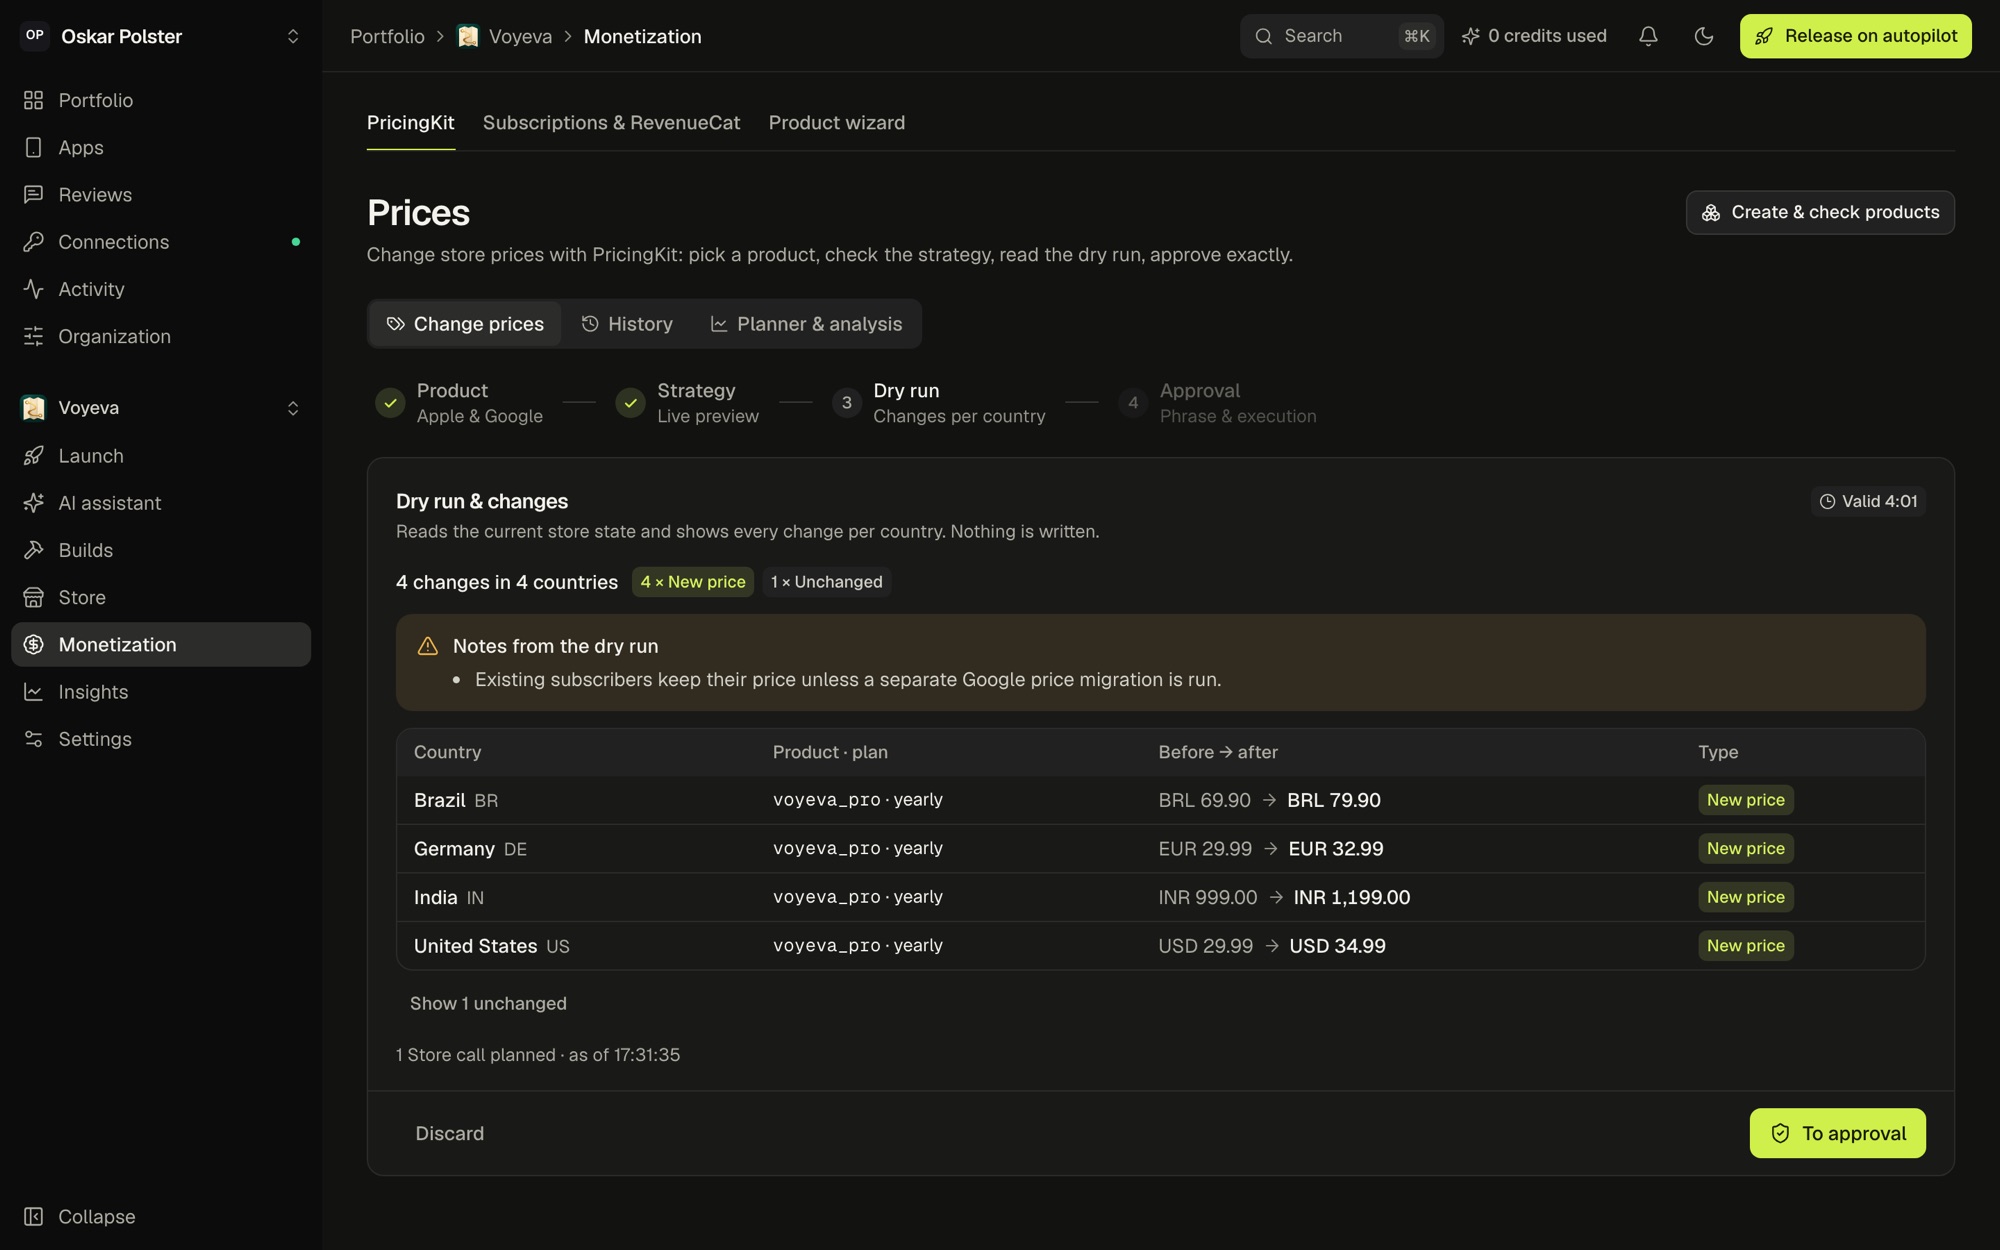 OP Oskar Polster
Portfolio
Apps
Reviews
Connections
Activity
Organization
Voyeva
Launch
AI assistant
Builds
Store
Monetization
Insights
Settings
Collapse
Portfolio > Voyeva > Monetization
Search ⌘K
0 credits used
Release on autopilot
PricingKit Subscriptions & RevenueCat Product wizard
Prices
Create & check products
Change store prices with PricingKit: pick a product, check the strategy, read the dry run, approve exactly.
Change prices History Planner & analysis
Product
Apple & Google
Strategy
Live preview
3 Dry run
Changes per country
4 Approval
Phrase & execution
Dry run & changes
Valid 4:01
Reads the current store state and shows every change per country. Nothing is written.
4 changes in 4 countries 4 × New price 1 × Unchanged
Notes from the dry run
• Existing subscribers keep their price unless a separate Google price migration is run.
Country Product · plan Before → after Type
Brazil BR voyeva_pro · yearly BRL 69.90 → BRL 79.90 New price
Germany DE voyeva_pro · yearly EUR 29.99 → EUR 32.99 New price
India IN voyeva_pro · yearly INR 999.00 → INR 1,199.00 New price
United States US voyeva_pro · yearly USD 29.99 → USD 34.99 New price
Show 1 unchanged
1 Store call planned · as of 17:31:35
Discard
To approval